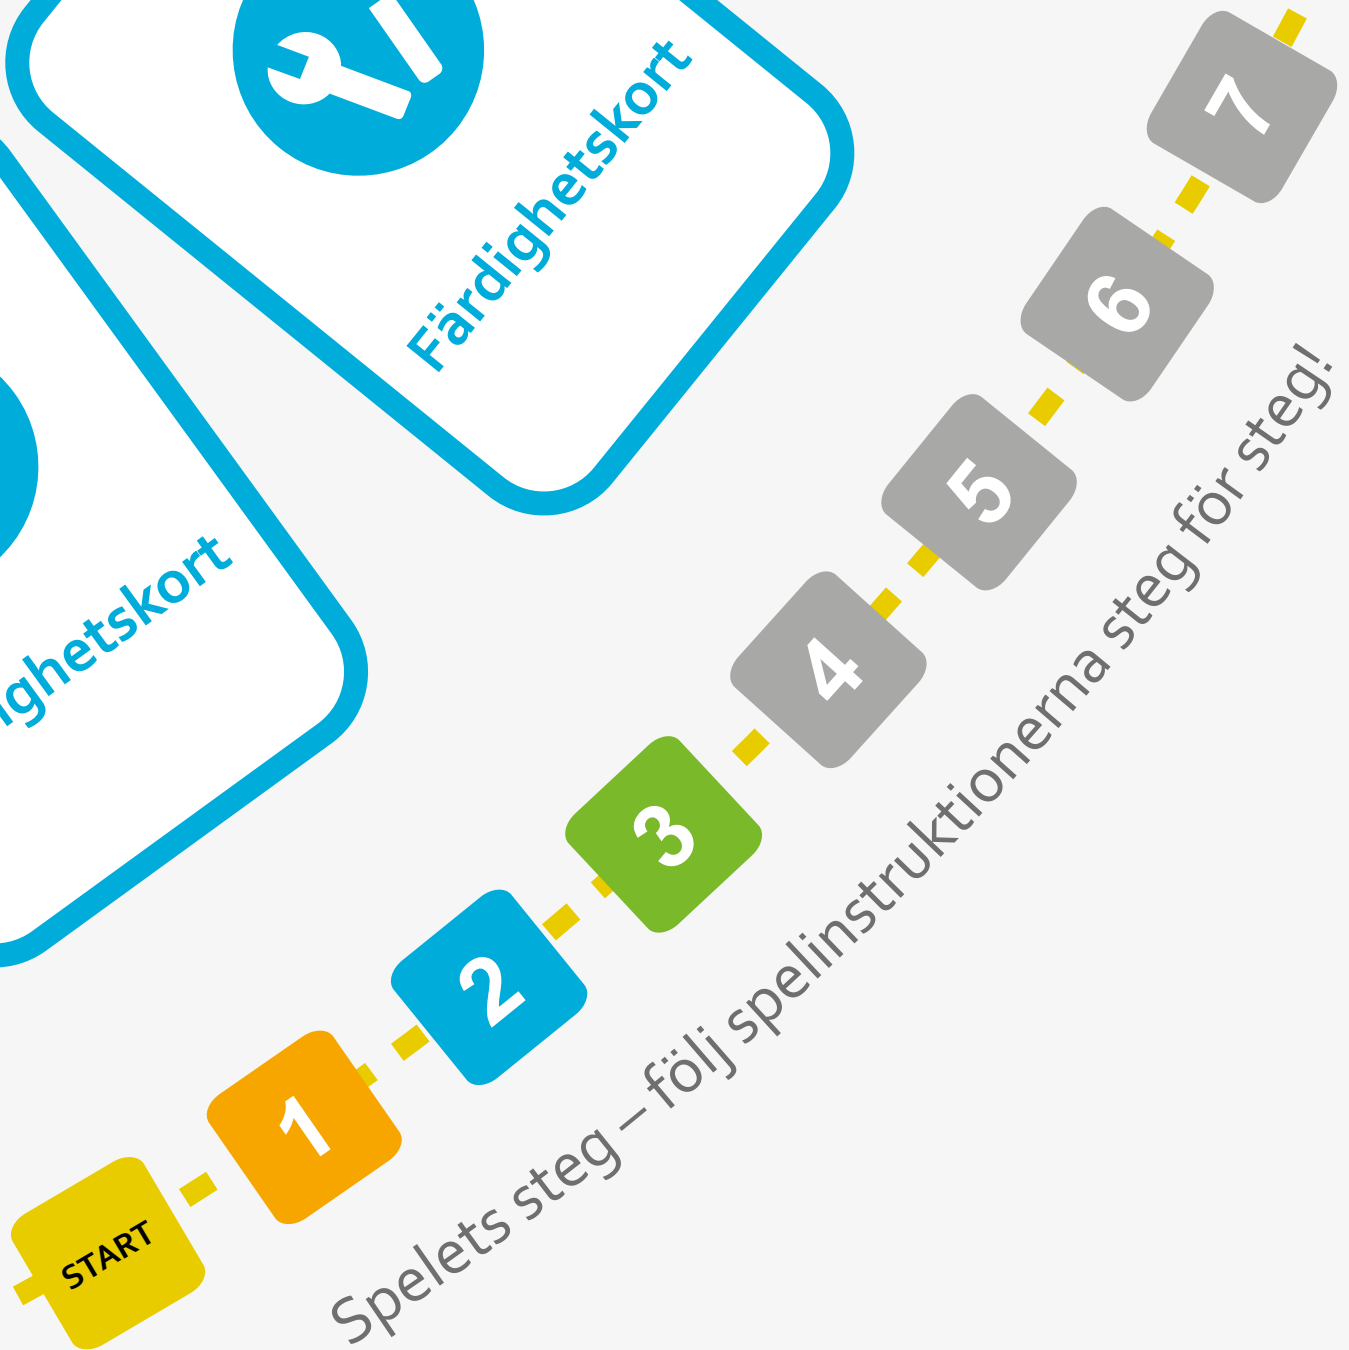 Färdighetskort
ighetskort
7
6
5
4
3
2
1
START
Spelets steg – följ spelinstruktionerna steg för steg!